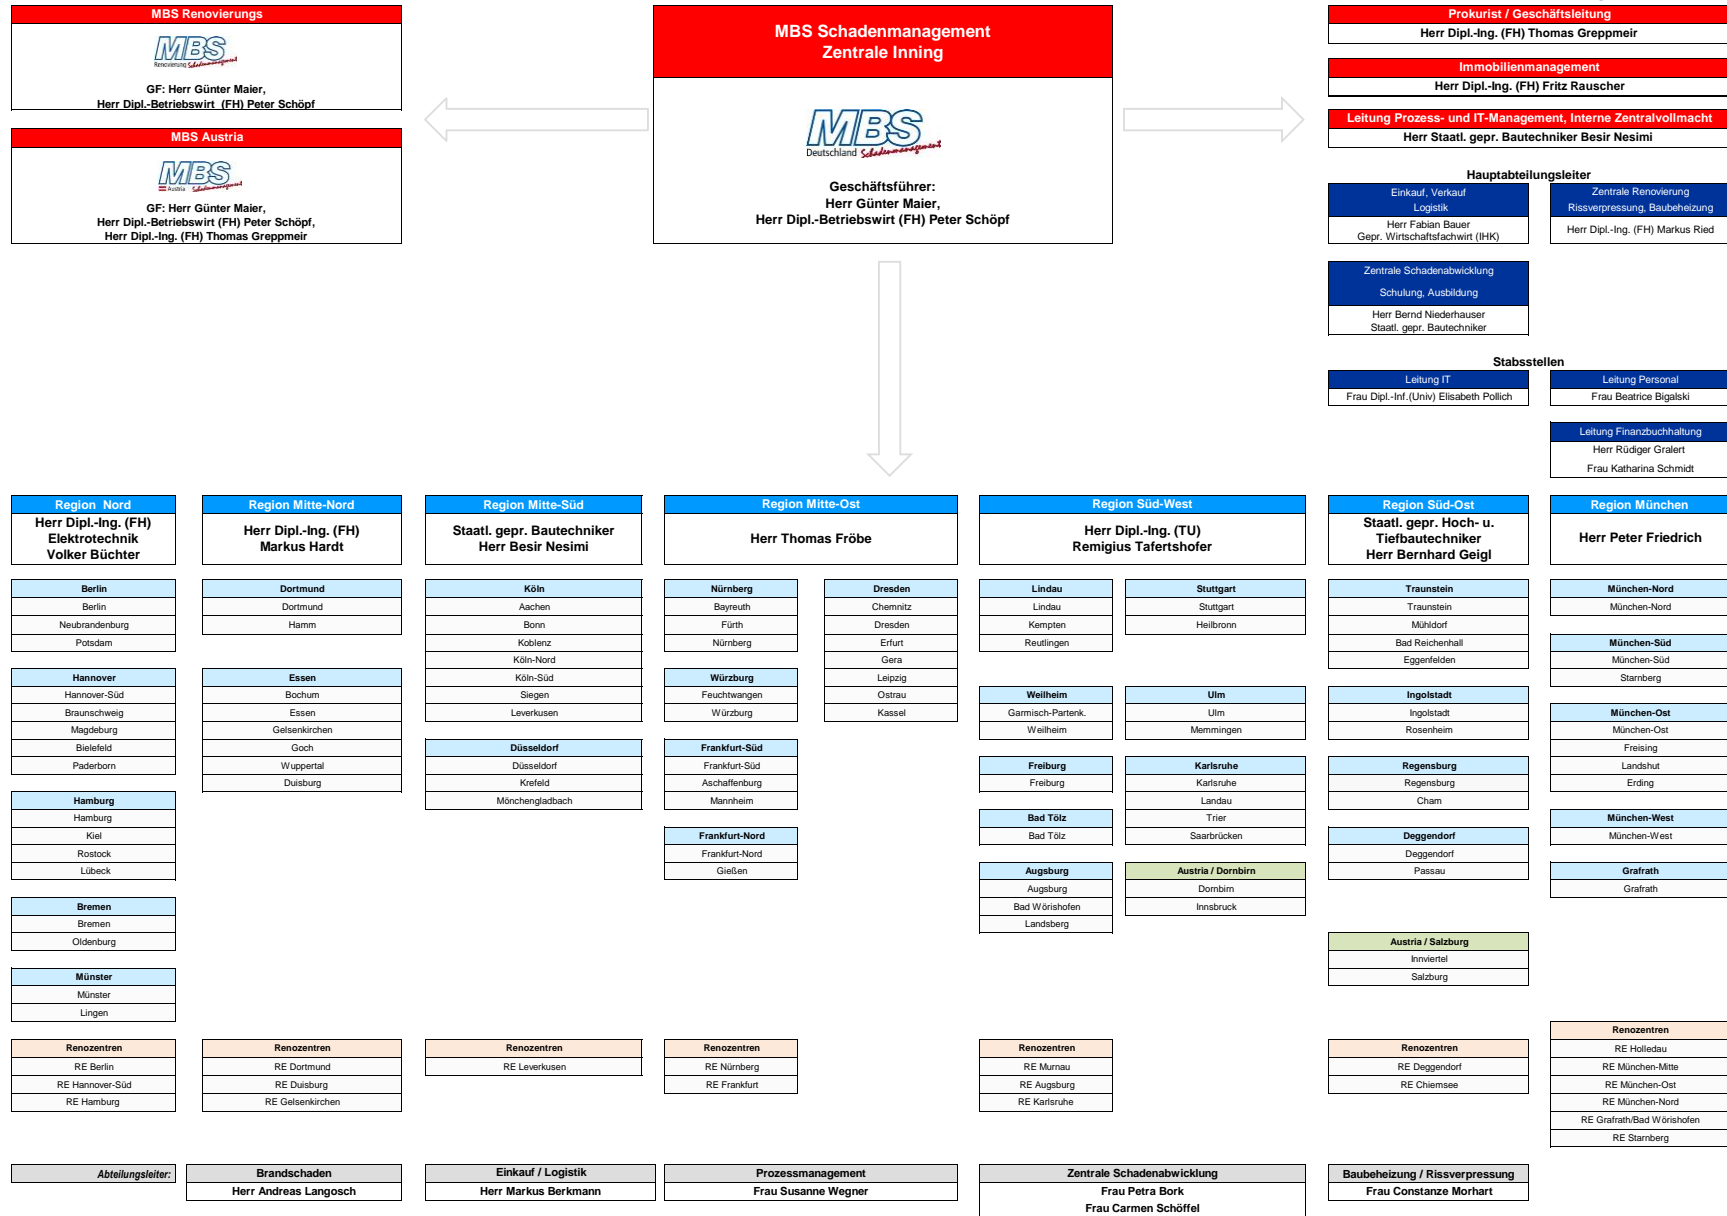 MBS Renovierungs
MBS
Renovierung Schadenmanagement
GF: Herr Günter Maier,
Herr Dipl.-Betriebswirt (FH) Peter Schöpf
MBS Austria
MBS
Austria Schadenmanagement
GF: Herr Günter Maier,
Herr Dipl.-Betriebswirt (FH) Peter Schöpf,
Herr Dipl.-Ing. (FH) Thomas Greppmeir
MBS Schadenmanagement
Zentrale Inning
MBS
Deutschland Schadenmanagement
Geschäftsführer:
Herr Günter Maier,
Herr Dipl.-Betriebswirt (FH) Peter Schöpf
Prokurist / Geschäftsleitung
Herr Dipl.-Ing. (FH) Thomas Greppmeir
Immobilienmanagement
Herr Dipl.-Ing. (FH) Fritz Rauscher
Leitung Prozess- und IT-Management, Interne Zentralvollmacht
Herr Staatl. gepr. Bautechniker Besir Nesimi
Hauptabteilungsleiter
Einkauf, Verkauf
Logistik
Herr Fabian Bauer
Gepr. Wirtschaftsfachwirt (IHK)
Zentrale Renovierung
Rissverpressung, Baubeheizung
Herr Dipl.-Ing. (FH) Markus Ried
Zentrale Schadenabwicklung
Schulung, Ausbildung
Herr Bernd Niederhauser
Staatl. gepr. Bautechniker
Stabsstellen
Leitung IT
Frau Dipl.-Inf.(Univ) Elisabeth Pollich
Leitung Personal
Frau Beatrice Bigalski
Leitung Finanzbuchhaltung
Herr Rüdiger Gralert
Frau Katharina Schmidt
Region Nord
Herr Dipl.-Ing. (FH)
Elektrotechnik
Volker Büchter
Berlin
Berlin
Neubrandenburg
Potsdam
Hannover
Hannover-Süd
Braunschweig
Magdeburg
Bielefeld
Paderborn
Hamburg
Hamburg
Kiel
Rostock
Lübeck
Bremen
Bremen
Oldenburg
Münster
Münster
Lingen
Renozentren
RE Berlin
RE Hannover-Süd
RE Hamburg
Region Mitte-Nord
Herr Dipl.-Ing. (FH)
Markus Hardt
Dortmund
Dortmund
Hamm
Essen
Bochum
Essen
Gelsenkirchen
Goch
Wuppertal
Duisburg
Renozentren
RE Dortmund
RE Duisburg
RE Gelsenkirchen
Region Mitte-Süd
Staatl. gepr. Bautechniker
Herr Besir Nesimi
Köln
Aachen
Bonn
Koblenz
Köln-Nord
Köln-Süd
Siegen
Leverkusen
Düsseldorf
Düsseldorf
Krefeld
Mönchengladbach
Renozentren
RE Leverkusen
Region Mitte-Ost
Herr Thomas Fröbe
Nürnberg
Bayreuth
Fürth
Nürnberg
Würzburg
Feuchtwangen
Würzburg
Frankfurt-Süd
Frankfurt-Süd
Aschaffenburg
Mannheim
Frankfurt-Nord
Frankfurt-Nord
Gießen
Dresden
Chemnitz
Dresden
Erfurt
Gera
Leipzig
Ostrau
Kassel
Renozentren
RE Nürnberg
RE Frankfurt
Region Süd-West
Herr Dipl.-Ing. (TU)
Remigius Tafertshofer
Lindau
Lindau
Kempten
Reutlingen
Weilheim
Garmisch-Partenk.
Weilheim
Freiburg
Freiburg
Bad Tölz
Bad Tölz
Augsburg
Augsburg
Bad Wörishofen
Landsberg
Stuttgart
Stuttgart
Heilbronn
Ulm
Ulm
Memmingen
Karlsruhe
Karlsruhe
Landau
Trier
Saarbrücken
Austria / Dornbirn
Dornbirn
Innsbruck
Renozentren
RE Murnau
RE Augsburg
RE Karlsruhe
Region Süd-Ost
Staatl. gepr. Hoch- u.
Tiefbautechniker
Herr Bernhard Geigl
Traunstein
Traunstein
Mühldorf
Bad Reichenhall
Eggenfelden
Ingolstadt
Ingolstadt
Rosenheim
Regensburg
Regensburg
Cham
Deggendorf
Deggendorf
Passau
Austria / Salzburg
Innviertel
Salzburg
Renozentren
RE Deggendorf
RE Chiemsee
Region München
Herr Peter Friedrich
München-Nord
München-Nord
München-Süd
München-Süd
Starnberg
München-Ost
München-Ost
Freising
Landshut
Erding
München-West
München-West
Grafrath
Grafrath
Renozentren
RE Holledau
RE München-Mitte
RE München-Ost
RE München-Nord
RE Grafrath/Bad Wörishofen
RE Starnberg
Abteilungsleiter:
Brandschaden
Herr Andreas Langosch
Einkauf / Logistik
Herr Markus Berkmann
Prozessmanagement
Frau Susanne Wegner
Zentrale Schadenabwicklung
Frau Petra Bork
Frau Carmen Schöffel
Baubeheizung / Rissverpressung
Frau Constanze Morhart